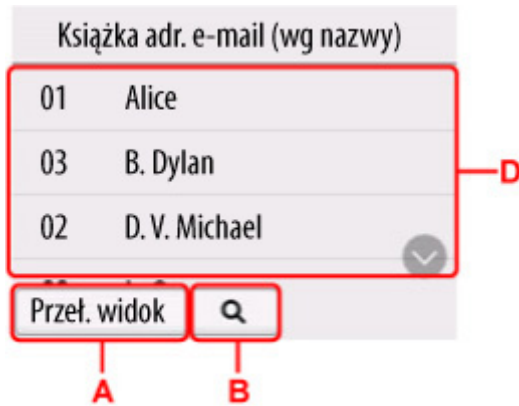 Książka adr. e-mail (wg nazwy)
01 Alice
03 B. Dylan
D
02 D. V. Michael
Przeł. widok
A B